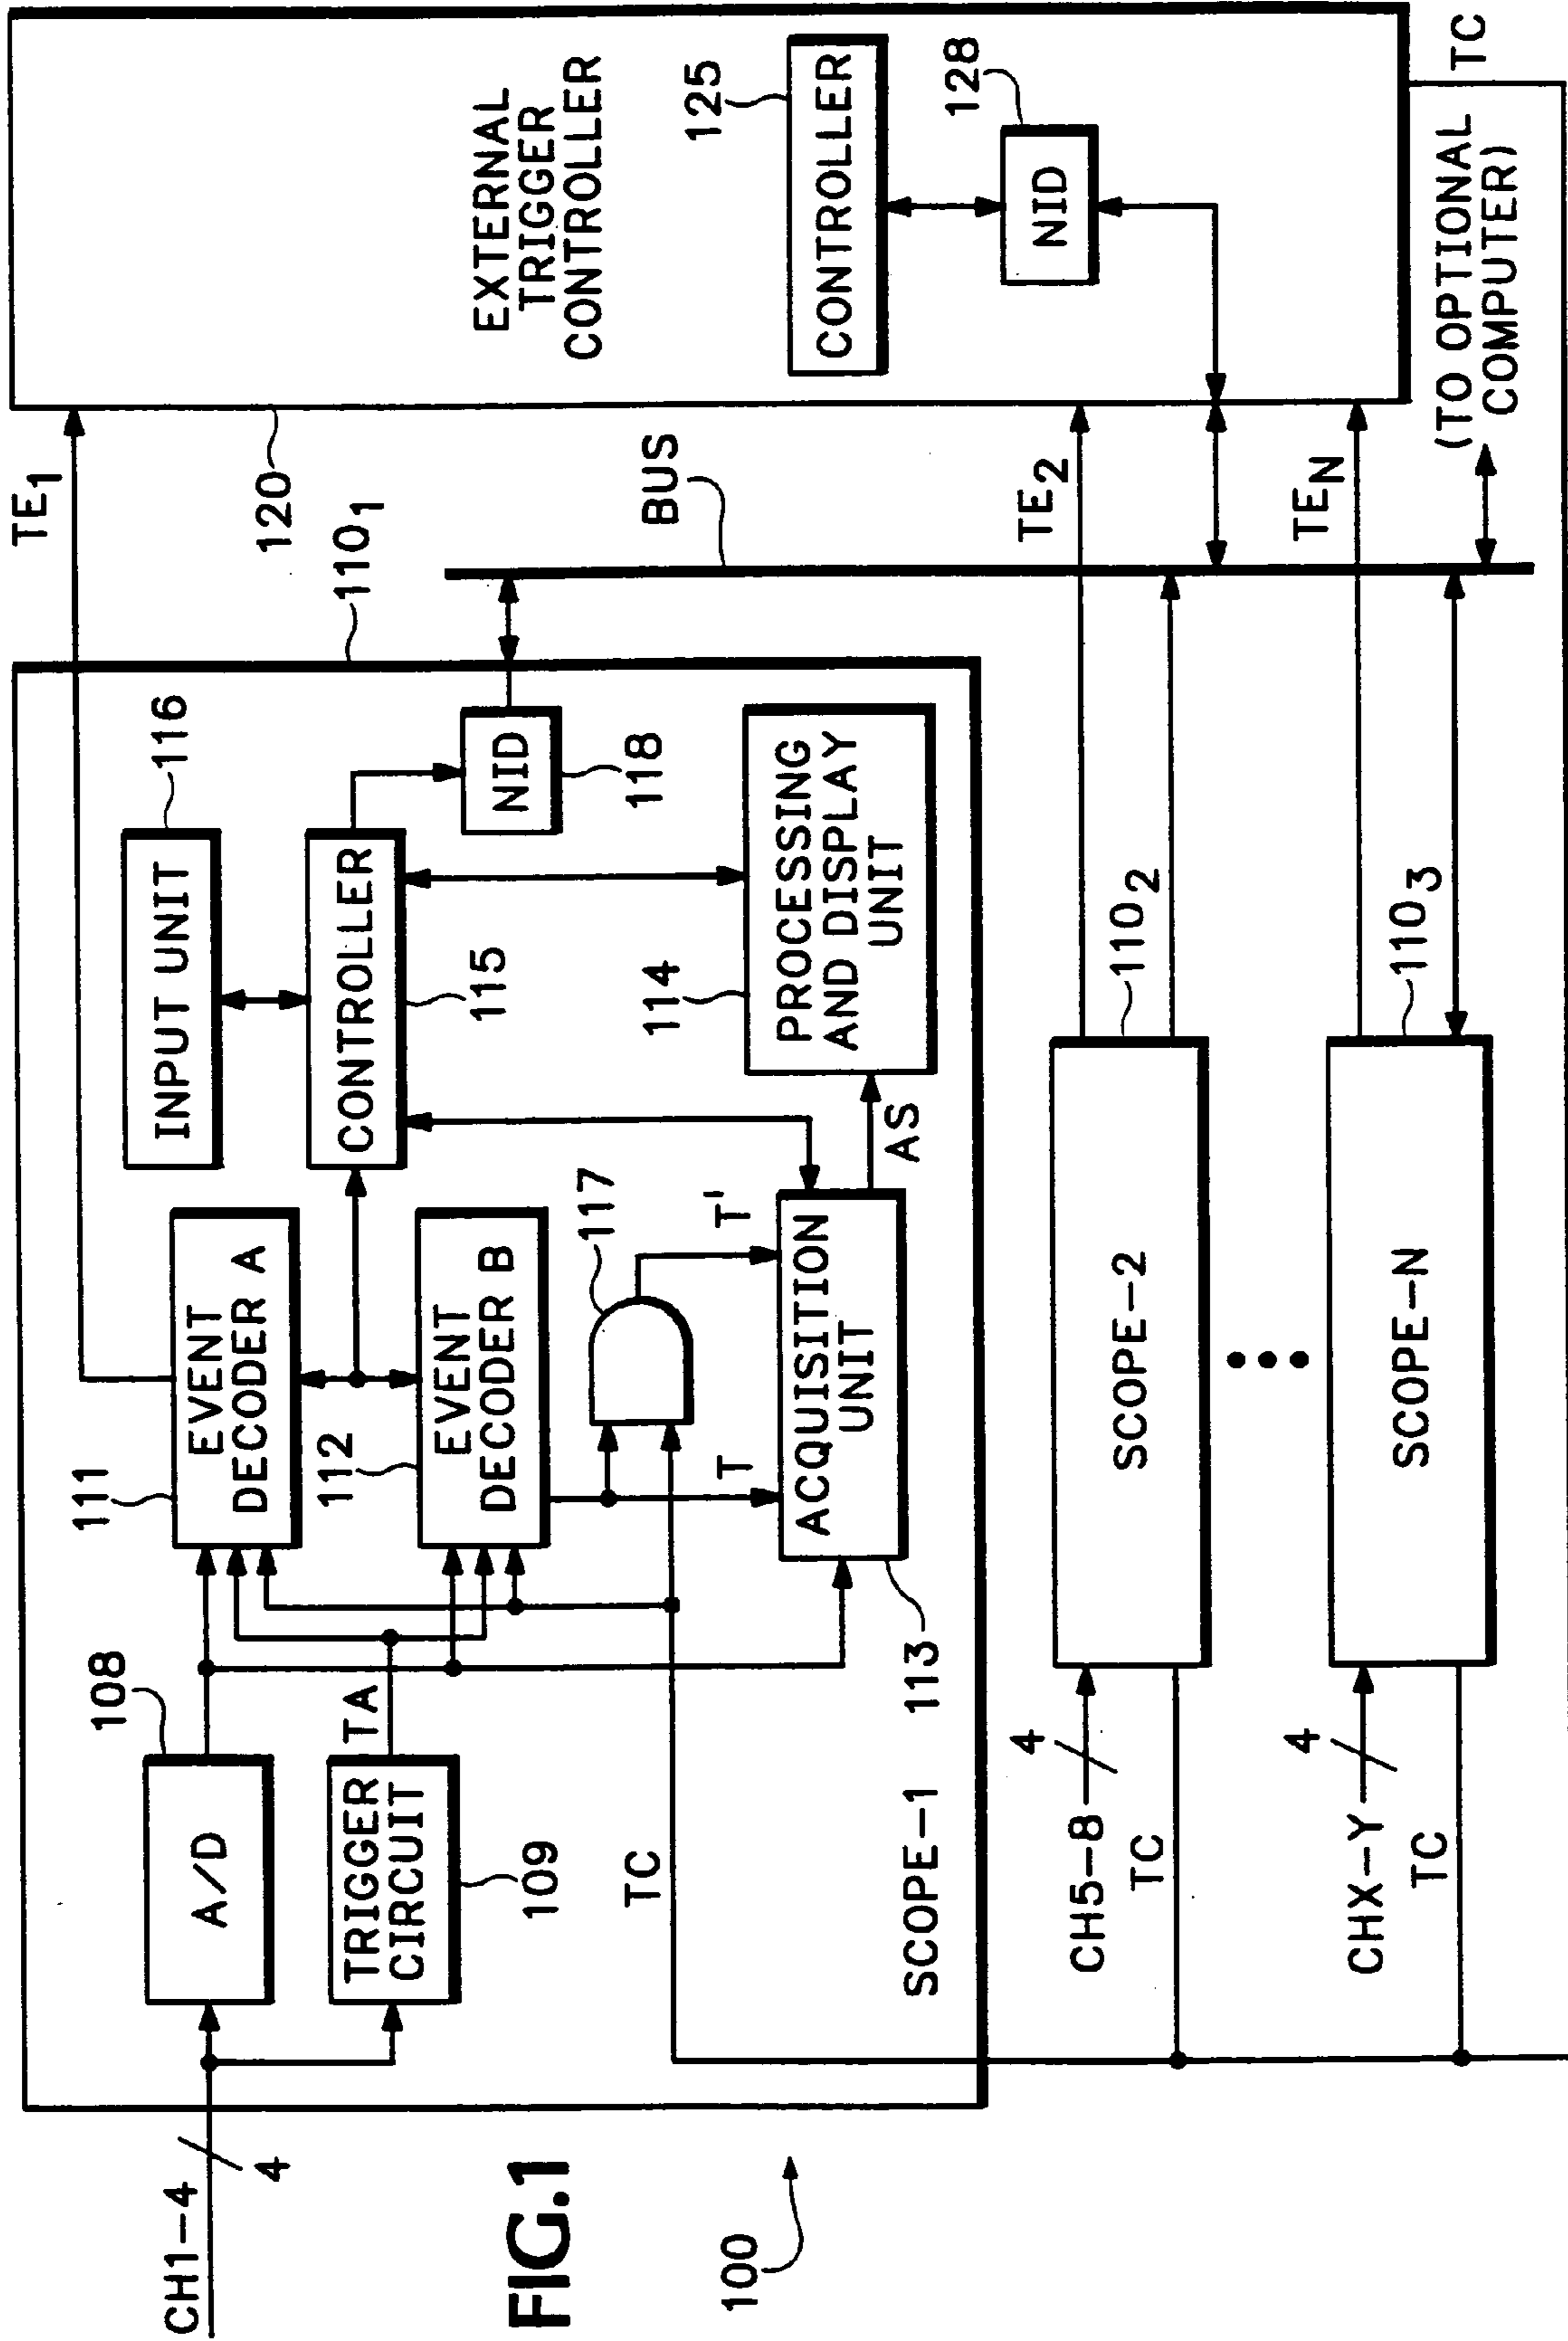 FIG.1
100
CH1-4
4
A/D
108
TRIGGER
CIRCUIT
109
TA
TC
SCOPE-1
111
EVENT
DECODER A
112
EVENT
DECODER B
117
T
T'
ACQUISITION
UNIT
113
AS
INPUT UNIT
116
CONTROLLER
115
NID
118
114
PROCESSING
AND DISPLAY
UNIT
110₁
TE₁
120
BUS
EXTERNAL
TRIGGER
CONTROLLER
125
CONTROLLER
128
NID
CH5-8
4
TC
SCOPE-2
110₂
TE₂
CHX-Y
4
TC
SCOPE-N
110₃
TEN
(TO OPTIONAL
COMPUTER)
TC